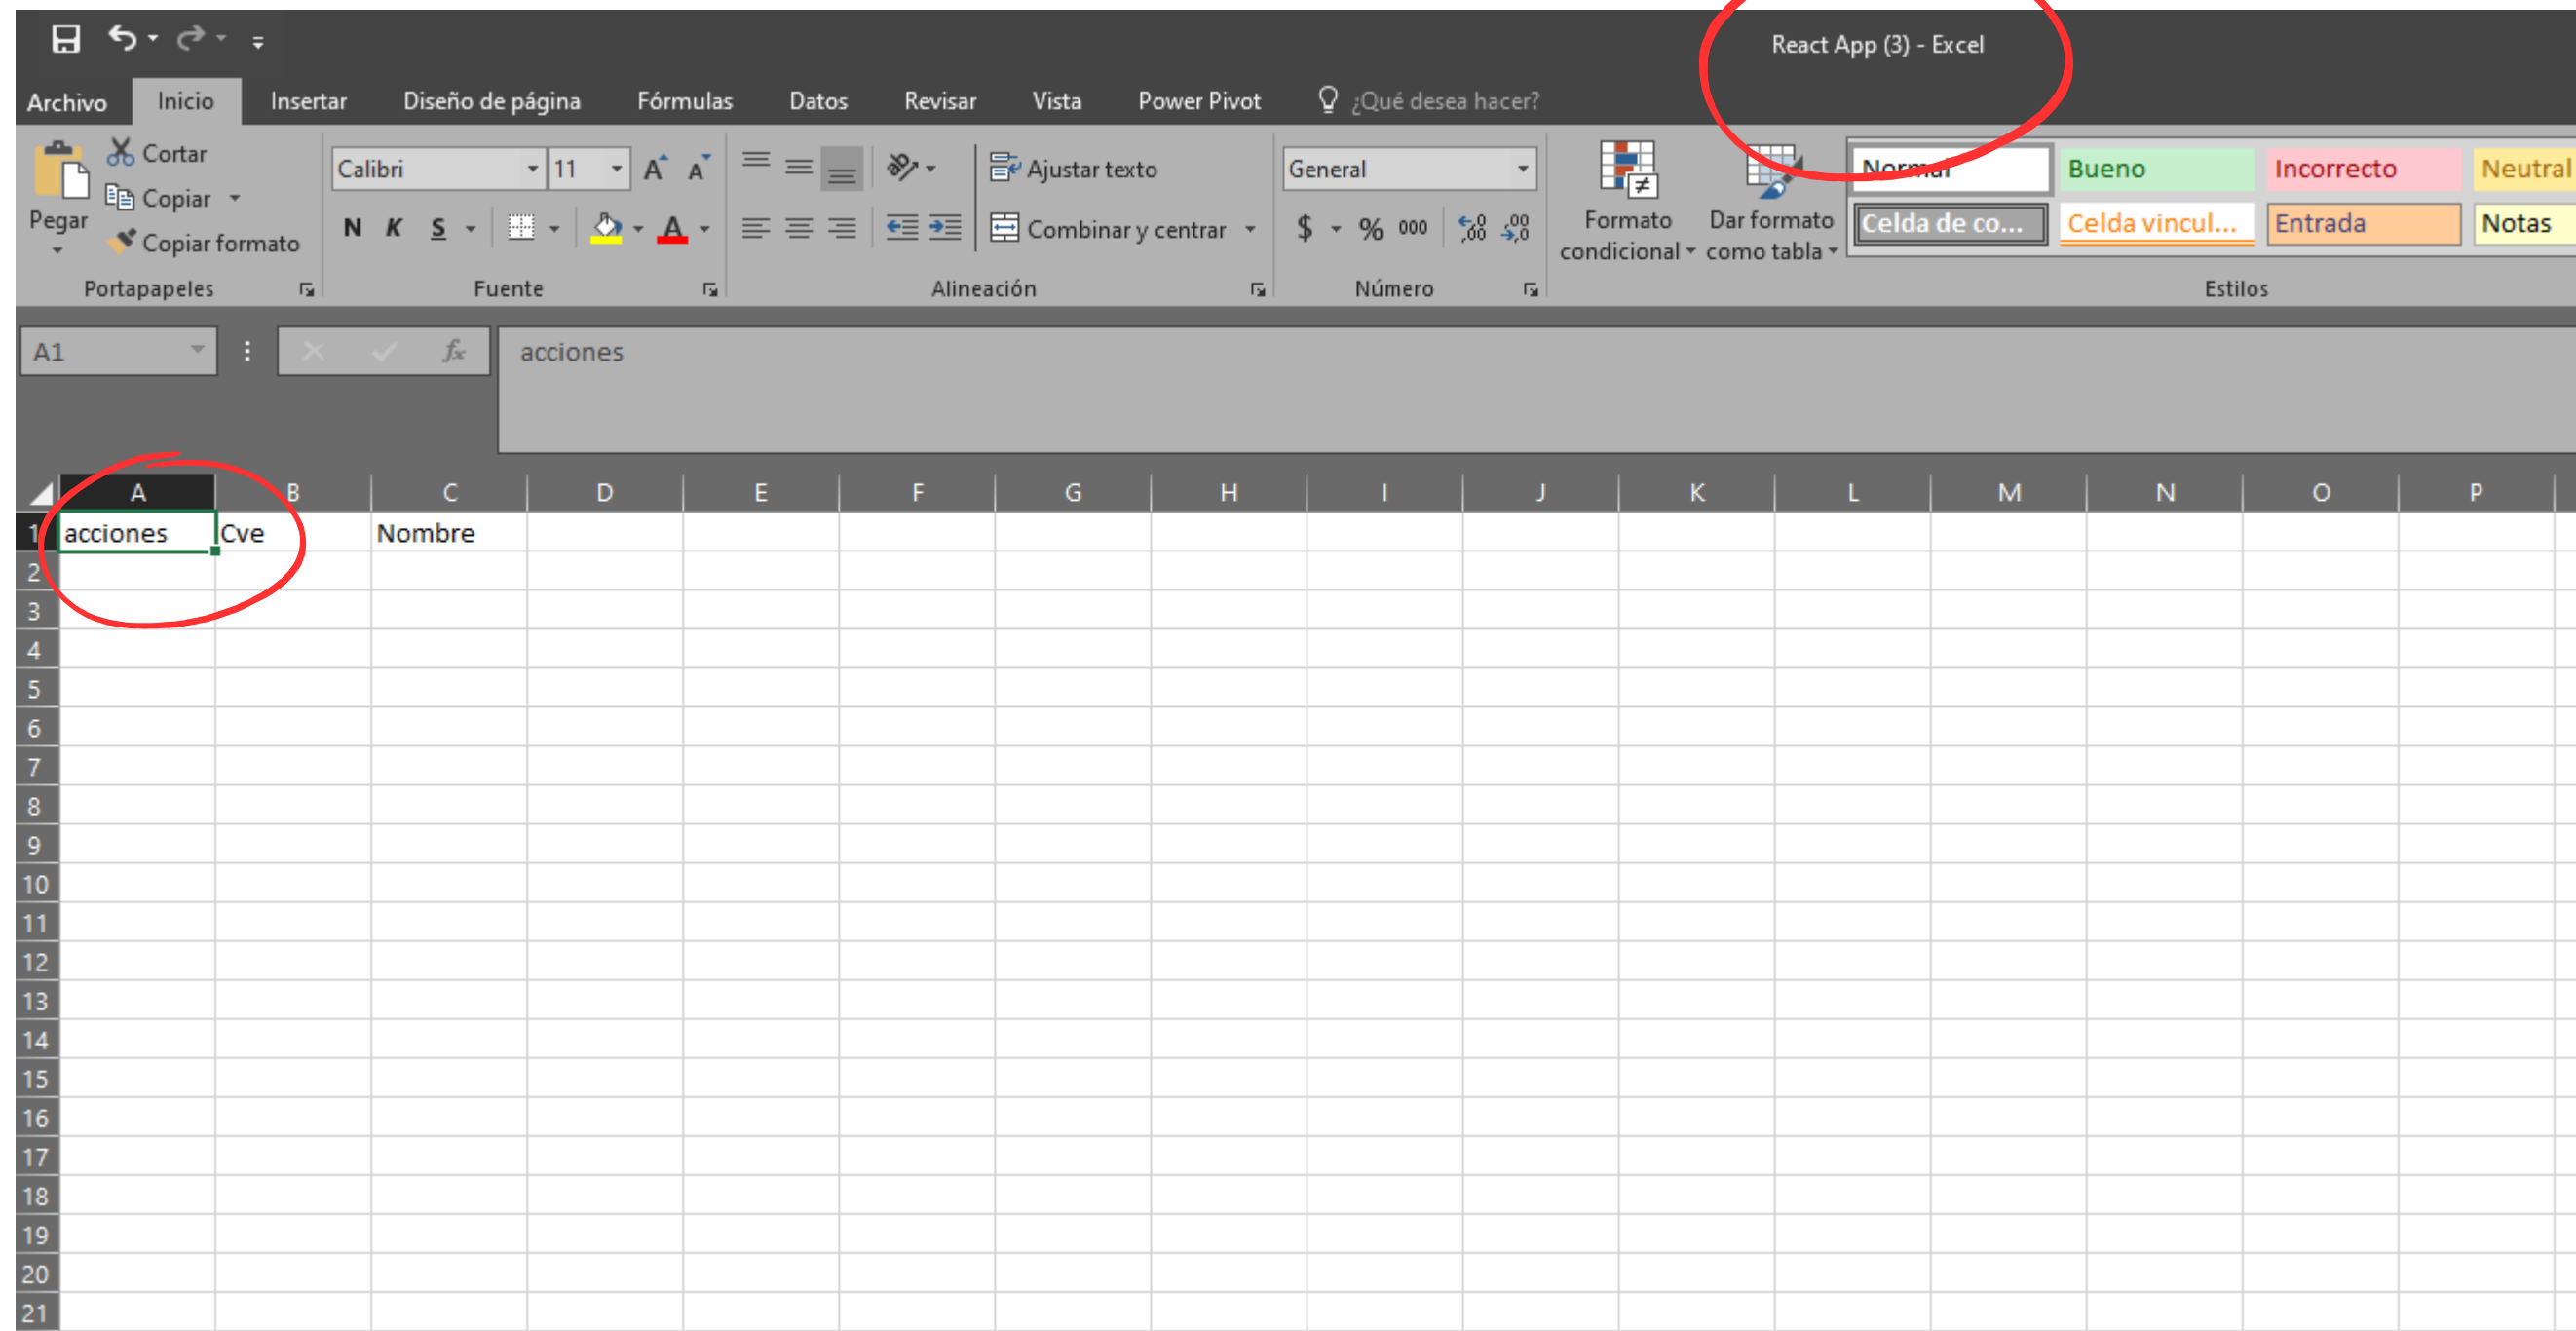 React App (3) - Excel
Archivo Inicio Insertar Diseño de página Fórmulas Datos Revisar Vista Power Pivot ¿Qué desea hacer?
Pegar
Cortar
Copiar
Copiar formato
Portapapeles
Calibri 11
N K S A
Fuente
Ajustar texto
Combinar y centrar
Alineación
General
$ % 000
Número
Formato condicional
Dar formato como tabla
Normal Bueno Incorrecto Neutral
Celda de co... Celda vincul... Entrada Notas
Estilos
A1 fx acciones
A B C D E F G H I J K L M N O P
1 acciones Cve Nombre
2
3
4
5
6
7
8
9
10
11
12
13
14
15
16
17
18
19
20
21